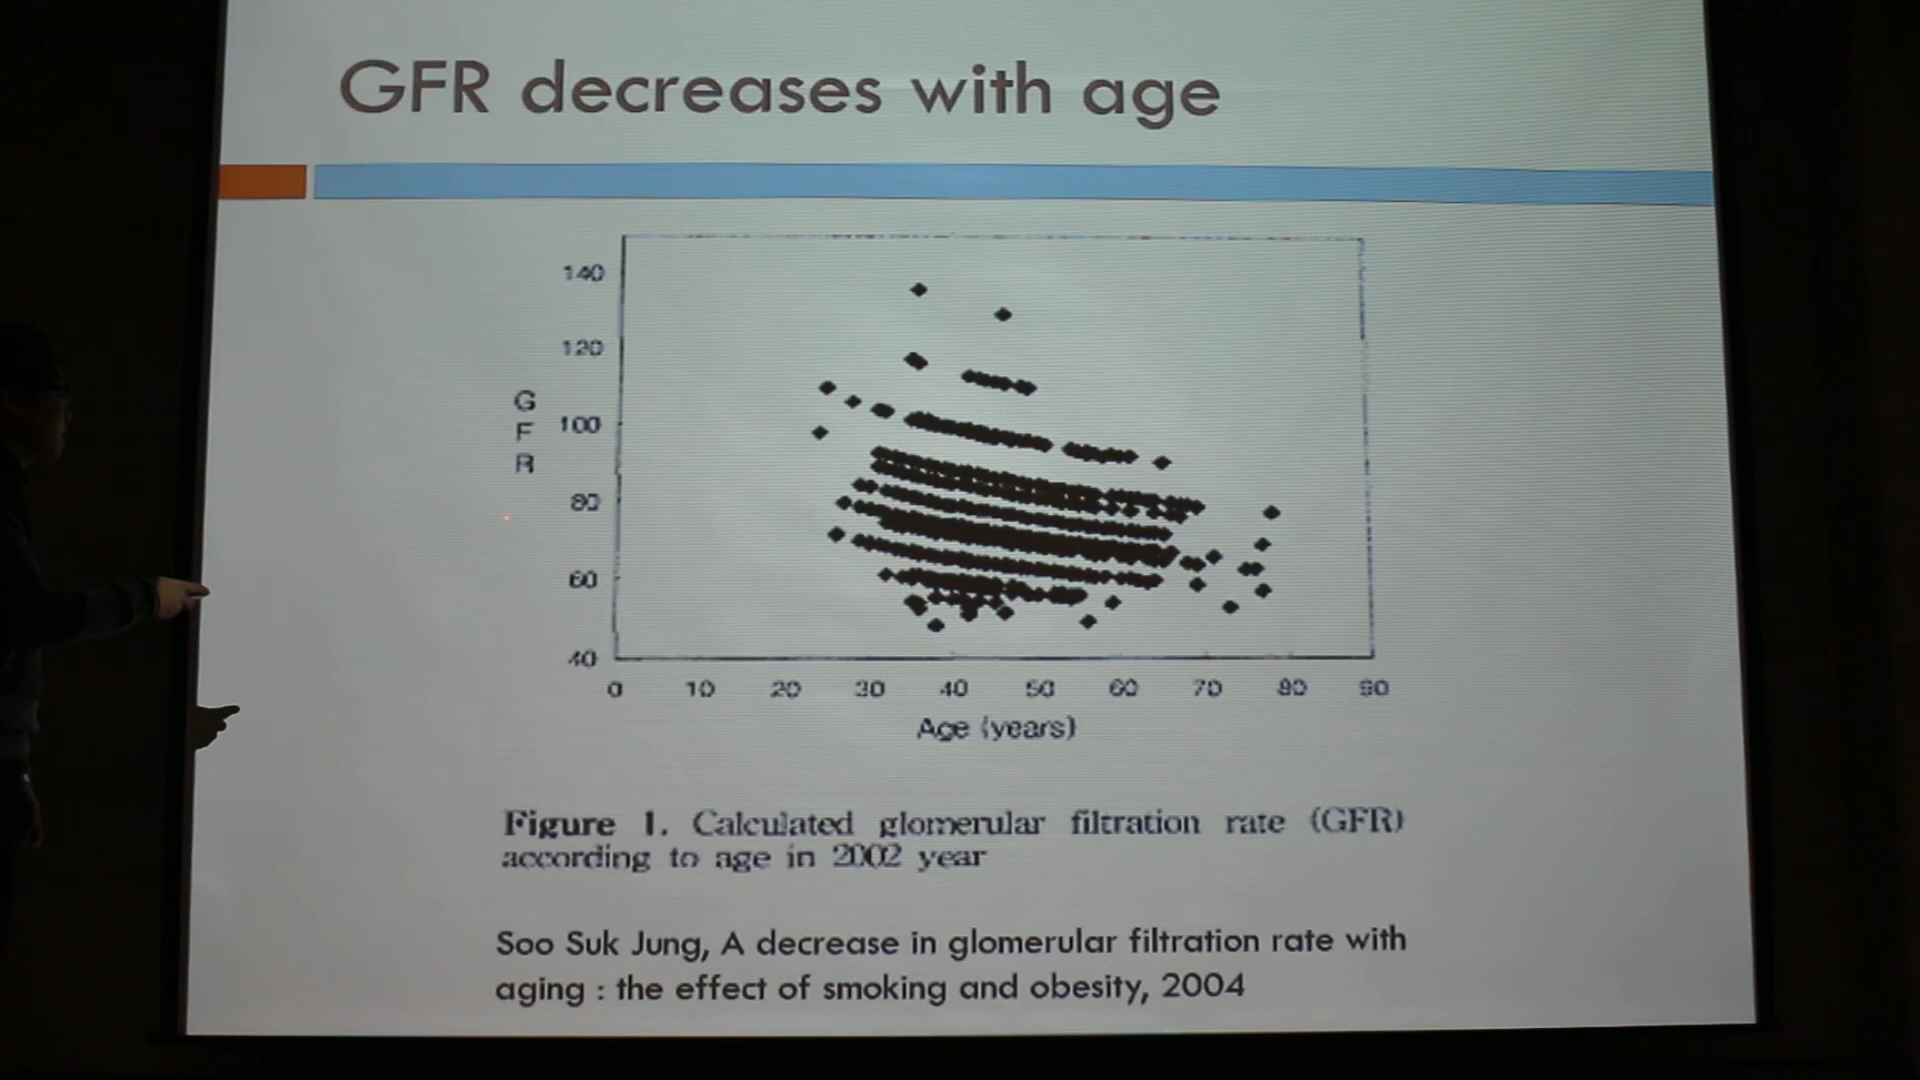 GFR decreases with age
140
120
100
80
60
40
G
F
R
0 10 20 30 40 50 60 70 80 90
Age (years)
Figure 1. Calculated glomerular filtration rate (GFR)
according to age in 2002 year
Soo Suk Jung, A decrease in glomerular filtration rate with
aging : the effect of smoking and obesity, 2004